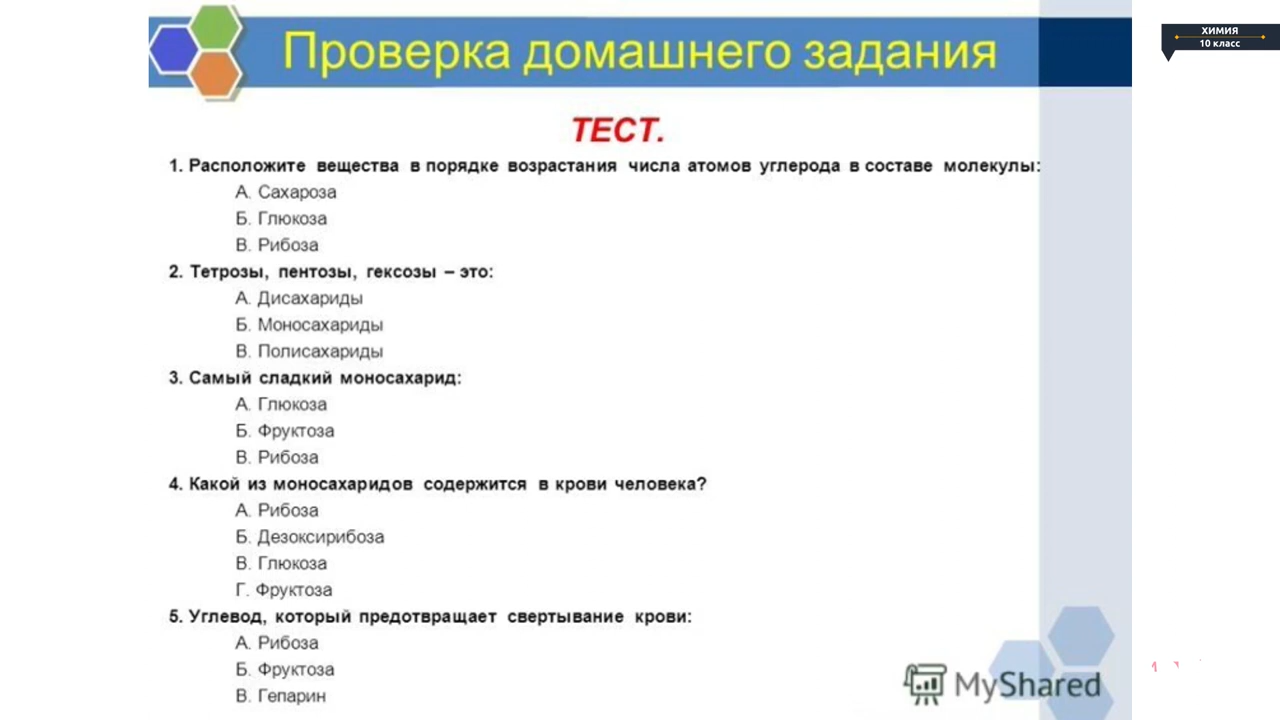 Проверка домашнего задания
ХИМИЯ
10 класс
ТЕСТ.
1. Расположите вещества в порядке возрастания числа атомов углерода в составе молекулы:
А. Сахароза
Б. Глюкоза
В. Рибоза
2. Тетрозы, пентозы, гексозы – это:
А. Дисахариды
Б. Моносахариды
В. Полисахариды
3. Самый сладкий моносахарид:
А. Глюкоза
Б. Фруктоза
В. Рибоза
4. Какой из моносахаридов содержится в крови человека?
А. Рибоза
Б. Дезоксирибоза
В. Глюкоза
Г. Фруктоза
5. Углевод, который предотвращает свертывание крови:
А. Рибоза
Б. Фруктоза
В. Гепарин
MyShared